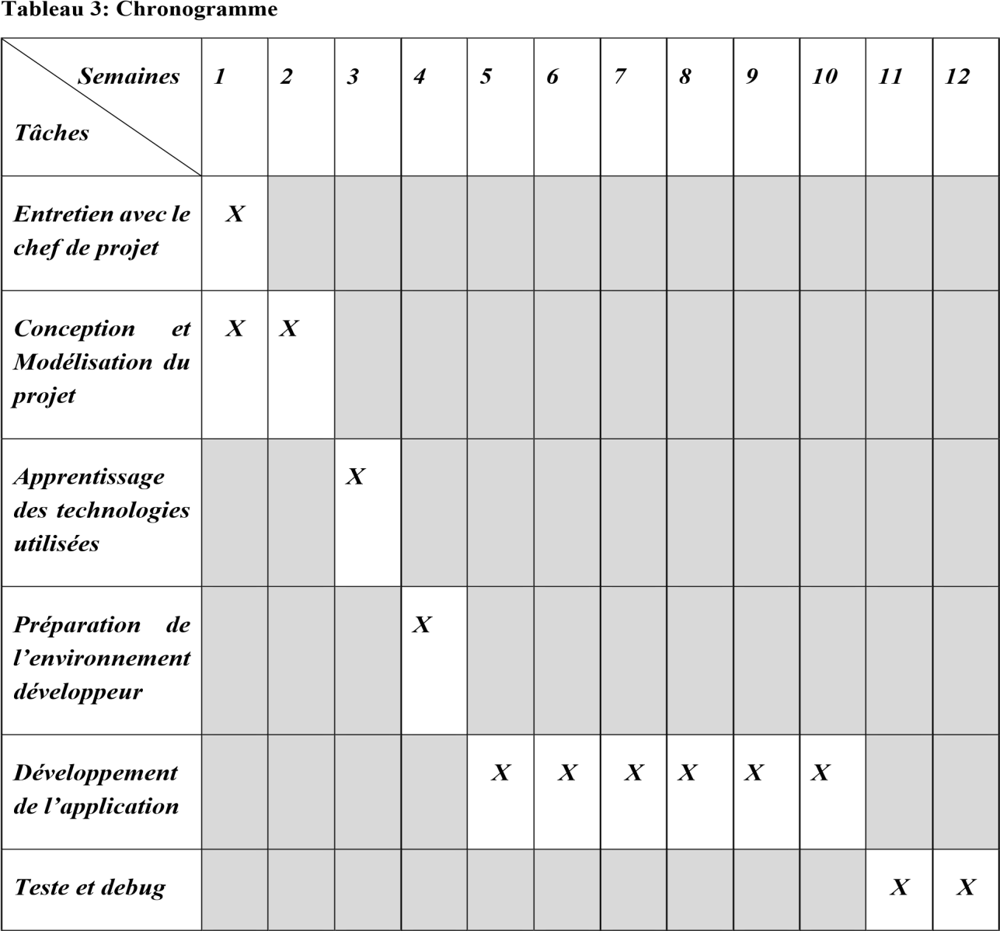 Tableau 3: Chronogramme
Semaines 1 2 3 4 5 6 7 8 9 10 11 12
Tâches
Entretien avec le X
chef de projet
Conception et X X
Modélisation du
projet
Apprentissage X
des technologies
utilisées
Préparation de X
l’environnement
développeur
Développement X X X X X X
de l’application
Teste et debug X X